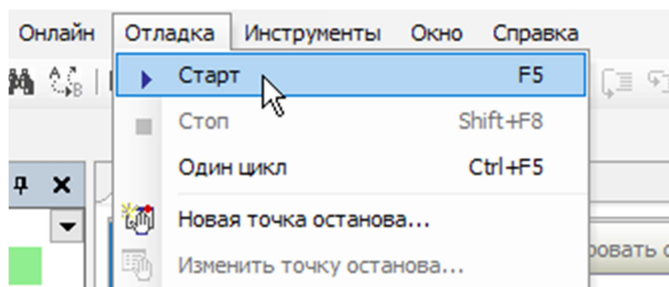 Онлайн Отладка Инструменты Окно Справка
Старт F5
Стоп Shift+F8
Один цикл Ctrl+F5
Новая точка останова...
Изменить точку останова...